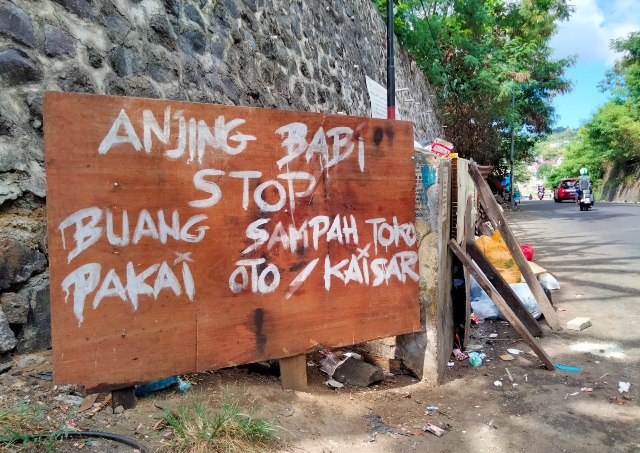 ANJING BABi
STOP
BUANG SAMPAH TOKO
PAKAI OTO / KAISAR